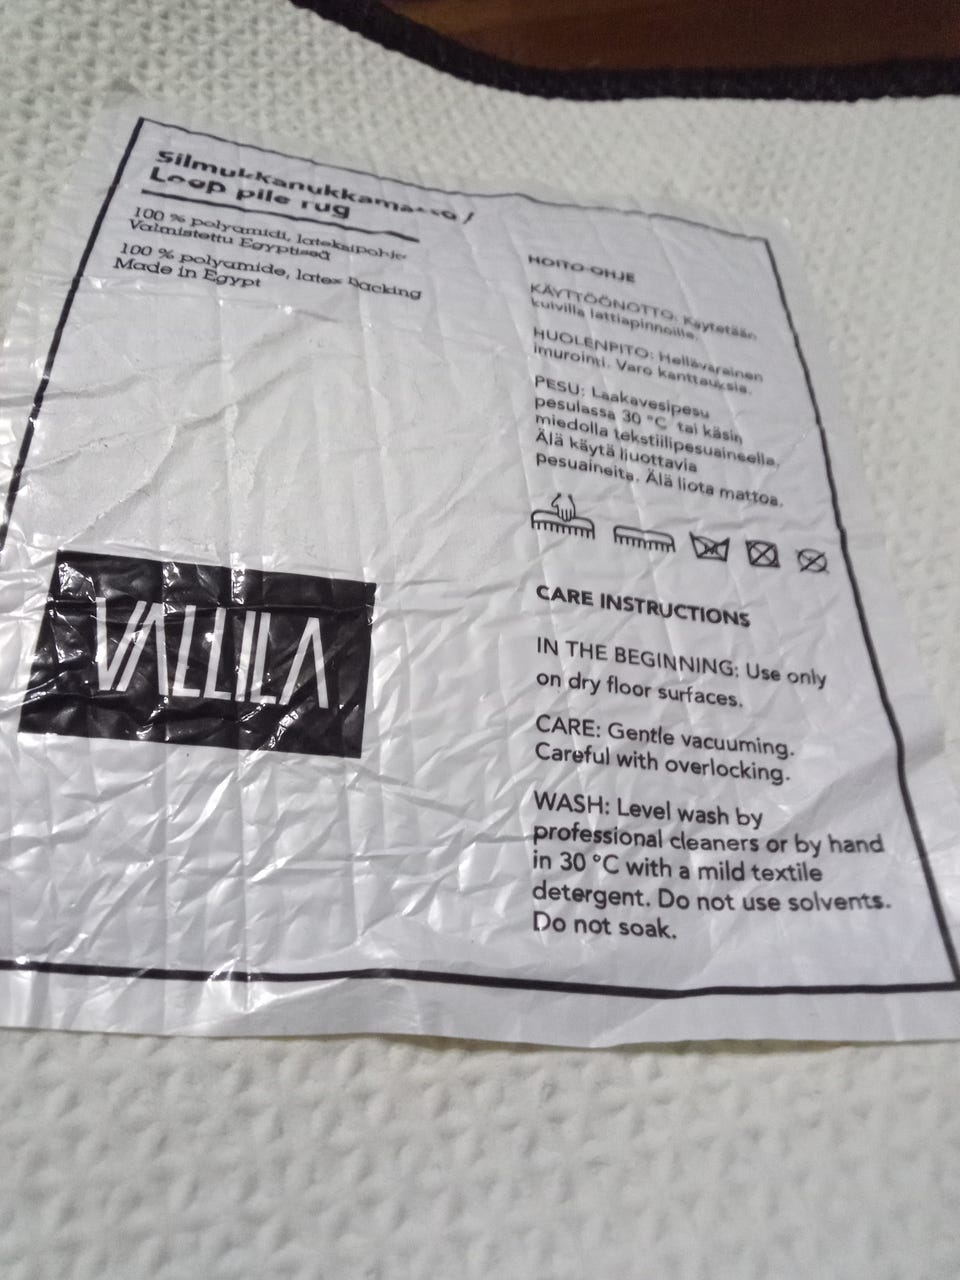 Silmukkanukkamatto /
Loop pile rug
100 % polyamidi, lateksipohja
Valmistettu Egyptissä
100 % polyamide, latex backing
Made in Egypt
VALLILA
HOITO-OHJE
KÄYTTÖÖNOTTO: Käytetään
kuivilla lattiapinnoilla.
HUOLENPITO: Hellävarainen
imurointi. Varo kanttauksia.
PESU: Laakavesipesu
pesulassa 30 °C tai käsin
miedolla tekstiilipesuaineella.
Älä käytä liuottavia
pesuaineita. Älä liota mattoa.
CARE INSTRUCTIONS
IN THE BEGINNING: Use only
on dry floor surfaces.
CARE: Gentle vacuuming.
Careful with overlocking.
WASH: Level wash by
professional cleaners or by hand
in 30 °C with a mild textile
detergent. Do not use solvents.
Do not soak.